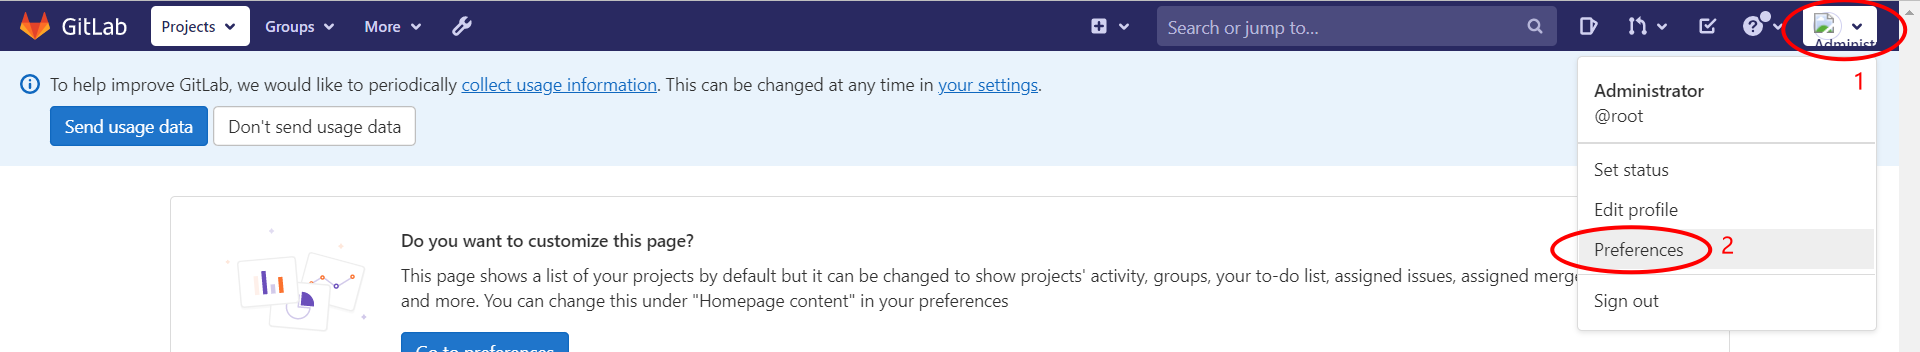 GitLab Projects Groups More Search or jump to... Administ
To help improve GitLab, we would like to periodically collect usage information. This can be changed at any time in your settings.
Send usage data Don't send usage data
1
Administrator
@root
Set status
Edit profile
Preferences 2
Sign out
Do you want to customize this page?
This page shows a list of your projects by default but it can be changed to show projects' activity, groups, your to-do list, assigned issues, assigned merge
and more. You can change this under "Homepage content" in your preferences
Go to preferences